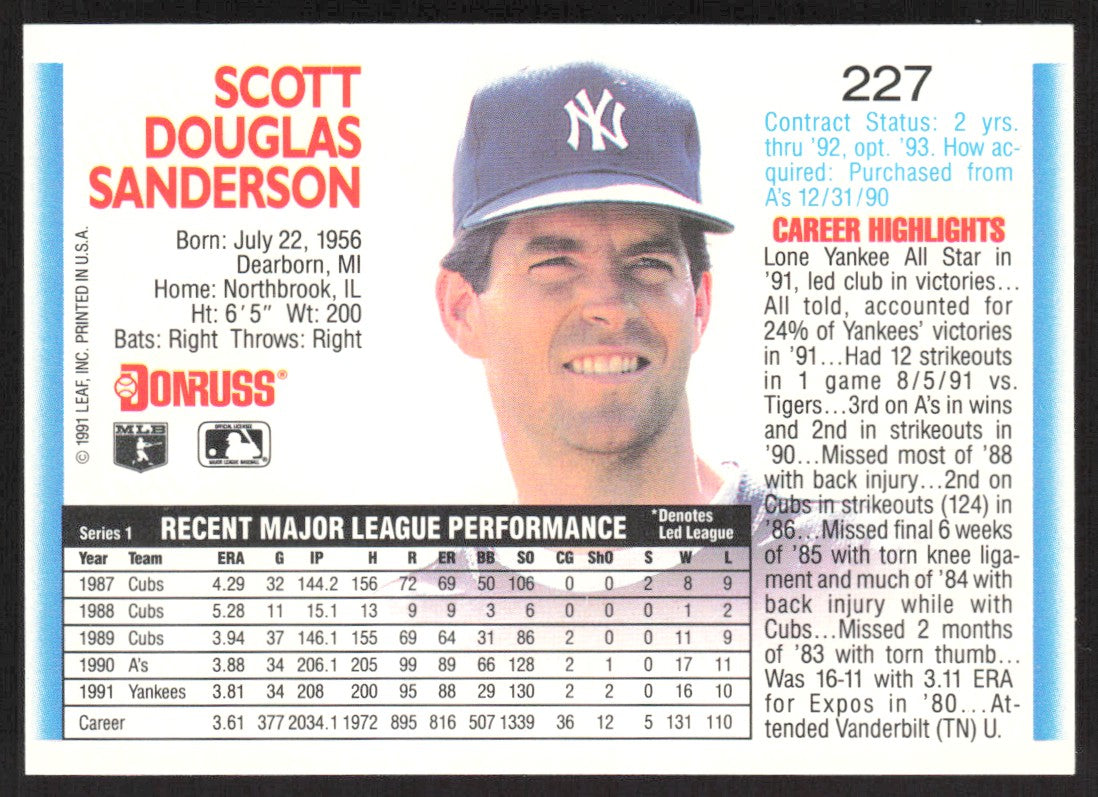 SCOTT
DOUGLAS
SANDERSON
Born: July 22, 1956
Dearborn, MI
Home: Northbrook, IL
Ht: 6'5" Wt: 200
Bats: Right Throws: Right
© 1991 LEAF, INC. PRINTED IN U.S.A.
DONRUSS®
MLB
OFFICIAL LICENSEE
MAJOR LEAGUE BASEBALL
NY
227
Contract Status: 2 yrs.
thru '92, opt. '93. How ac-
quired: Purchased from
A's 12/31/90
CAREER HIGHLIGHTS
Lone Yankee All Star in
'91, led club in victories...
All told, accounted for
24% of Yankees' victories
in '91...Had 12 strikeouts
in 1 game 8/5/91 vs.
Tigers...3rd on A's in wins
and 2nd in strikeouts in
'90...Missed most of '88
with back injury...2nd on
Cubs in strikeouts (124) in
'86...Missed final 6 weeks
of '85 with torn knee liga-
ment and much of '84 with
back injury while with
Cubs...Missed 2 months
of '83 with torn thumb...
Was 16-11 with 3.11 ERA
for Expos in '80...At-
tended Vanderbilt (TN) U.
Series 1 RECENT MAJOR LEAGUE PERFORMANCE *Denotes
Led League
Year Team ERA G IP H R ER BB SO CG ShO S W L
1987 Cubs 4.29 32 144.2 156 72 69 50 106 0 0 2 8 9
1988 Cubs 5.28 11 15.1 13 9 9 3 6 0 0 0 1 2
1989 Cubs 3.94 37 146.1 155 69 64 31 86 2 0 0 11 9
1990 A's 3.88 34 206.1 205 99 89 66 128 2 1 0 17 11
1991 Yankees 3.81 34 208 200 95 88 29 130 2 2 0 16 10
Career 3.61 377 2034.1 1972 895 816 507 1339 36 12 5 131 110